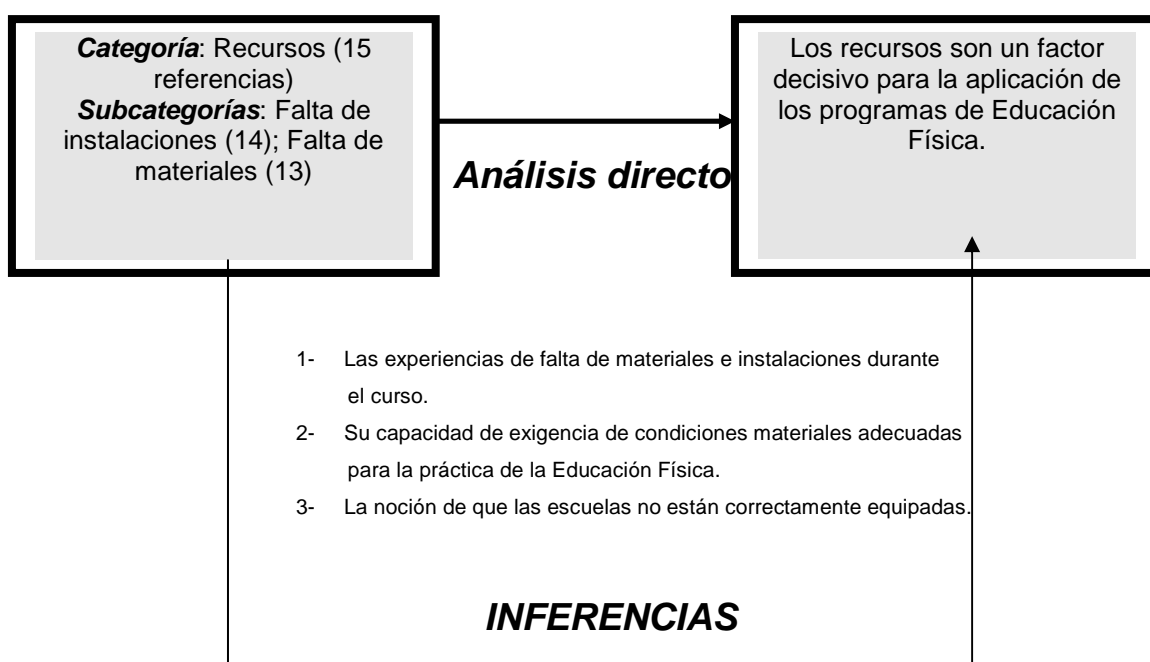 Categoría: Recursos (15
referencias)
Subcategorías: Falta de
instalaciones (14); Falta de
materiales (13)
Análisis directo
Los recursos son un factor
decisivo para la aplicación de
los programas de Educación
Física.
1- Las experiencias de falta de materiales e instalaciones durante
el curso.
2- Su capacidad de exigencia de condiciones materiales adecuadas
para la práctica de la Educación Física.
3- La noción de que las escuelas no están correctamente equipadas.
INFERENCIAS